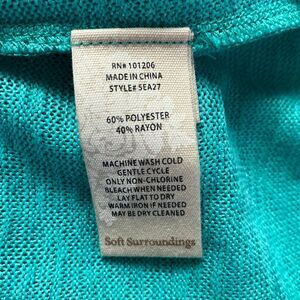 RN# 101206
MADE IN CHINA
STYLE# 5EA27
60% POLYESTER
40% RAYON
MACHINE WASH COLD
GENTLE CYCLE
ONLY NON-CHLORINE
BLEACH WHEN NEEDED
LAY FLAT TO DRY
WARM IRON IF NEEDED
MAY BE DRY CLEANED
Soft Surroundings